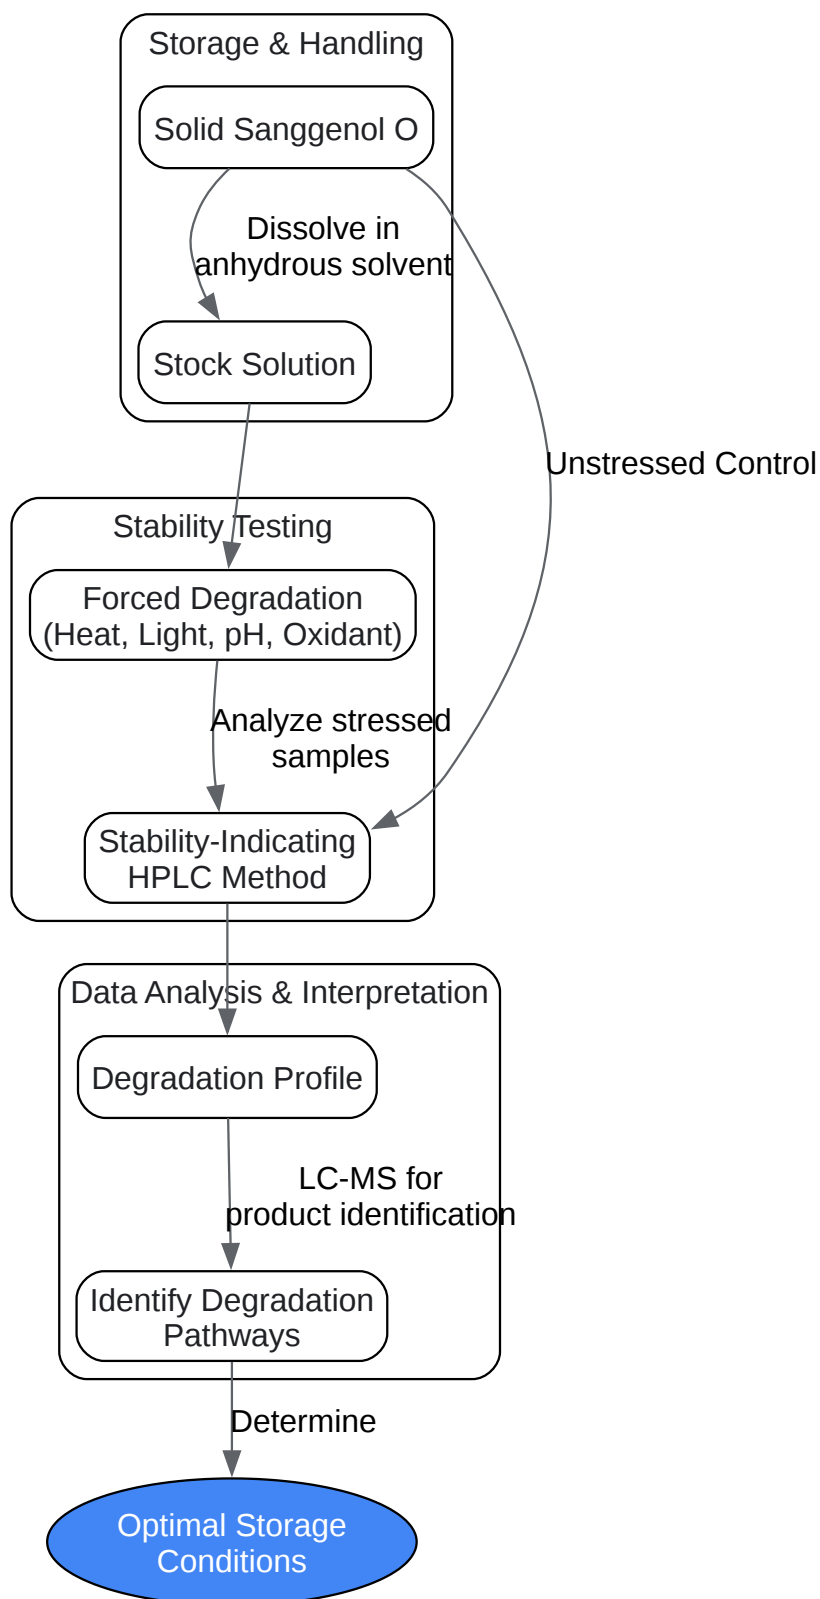 Storage & Handling
Solid Sanggenol O
Dissolve in
anhydrous solvent
Stock Solution
Unstressed Control
Stability Testing
Forced Degradation
(Heat, Light, pH, Oxidant)
Analyze stressed
samples
Stability-Indicating
HPLC Method
Data Analysis & Interpretation
Degradation Profile
LC-MS for
product identification
Identify Degradation
Pathways
Determine
Optimal Storage
Conditions